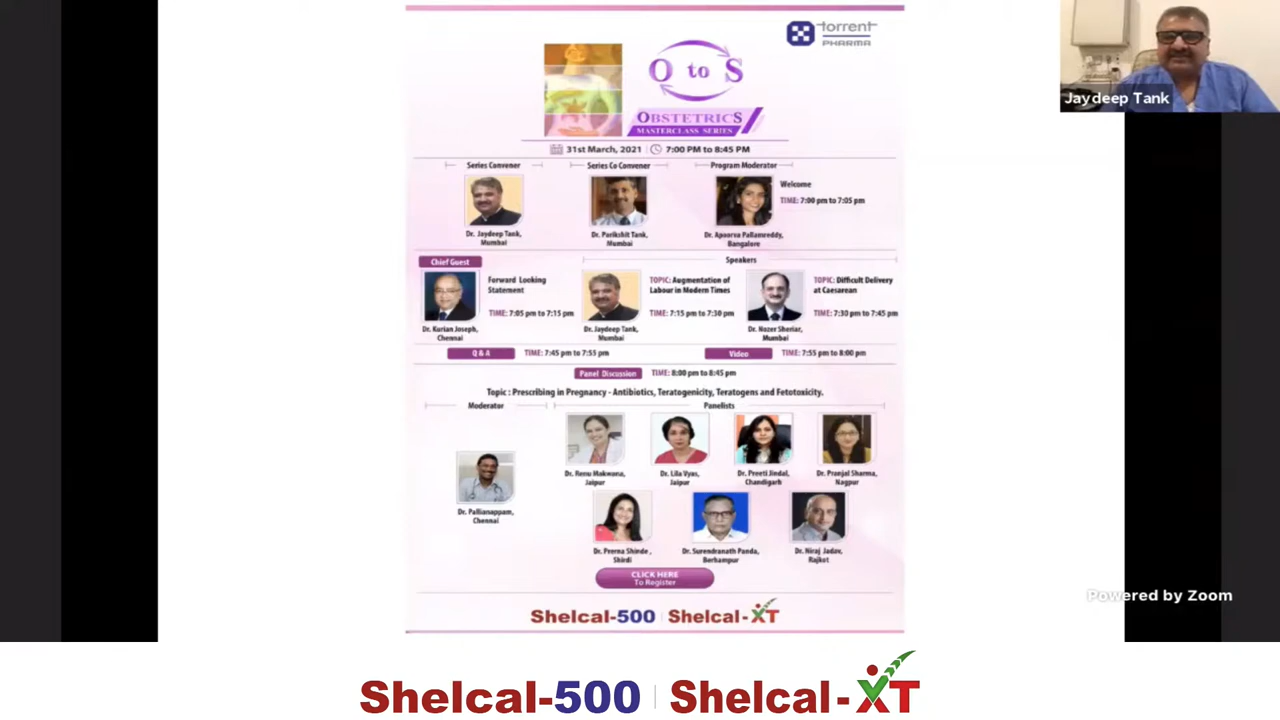 torrent
PHARMA
O to S
OBSTETRICS
MASTERCLASS SERIES
31st March, 2021 | 7:00 PM to 8:45 PM
Series Convener
Series Co Convener
Program Moderator
Dr. Jaydeep Tank,
Mumbai
Dr. Parikshit Tank,
Mumbai
Dr. Apoorva Pallamreddy,
Bangalore
Welcome
TIME: 7:00 pm to 7:05 pm
Chief Guest
Speakers
Dr. Kurian Joseph,
Chennai
Forward Looking
Statement
TIME: 7:05 pm to 7:15 pm
Dr. Jaydeep Tank,
Mumbai
TOPIC: Augmentation of
Labour in Modern Times
TIME: 7:15 pm to 7:30 pm
Dr. Nozer Sheriar,
Mumbai
TOPIC: Difficult Delivery
at Caesarean
TIME: 7:30 pm to 7:45 pm
Q & A TIME: 7:45 pm to 7:55 pm
Video TIME: 7:55 pm to 8:00 pm
Panel Discussion TIME: 8:00 pm to 8:45 pm
Topic : Prescribing in Pregnancy - Antibiotics, Teratogenicity, Teratogens and Fetotoxicity.
Moderator
Panelists
Dr. Pallianappam,
Chennai
Dr. Renu Makwana,
Jaipur
Dr. Lila Vyas,
Jaipur
Dr. Preeti Jindal,
Chandigarh
Dr. Pranjal Sharma,
Nagpur
Dr. Prerna Shinde ,
Shirdi
Dr. Surendranath Panda,
Berhampur
Dr. Niraj Jadav,
Rajkot
CLICK HERE
To Register
Shelcal-500 | Shelcal-XT
Jaydeep Tank
Powered by Zoom
Shelcal-500 | Shelcal-XT